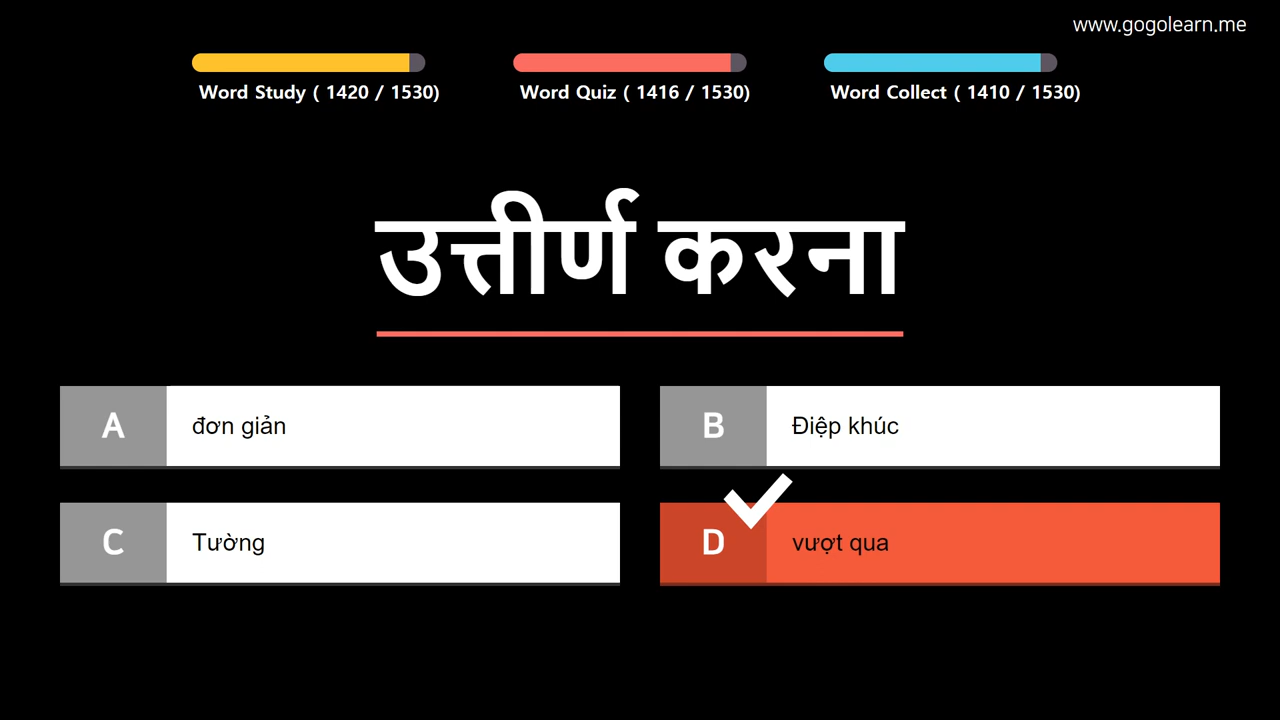 www.gogolearn.me
Word Study ( 1420 / 1530)
Word Quiz ( 1416 / 1530)
Word Collect ( 1410 / 1530)
उत्तीर्ण करना
A đơn giản
B Điệp khúc
C Tường
D vượt qua